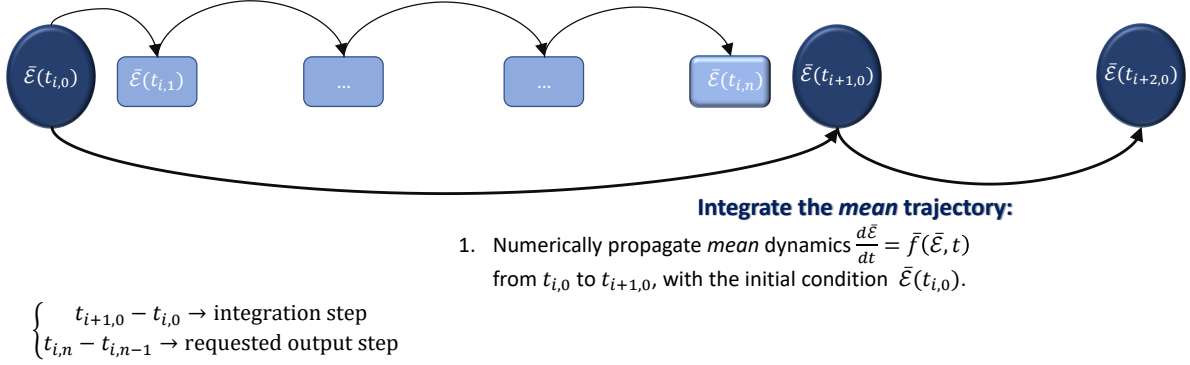 ℰ̄(t_{i,0})
ℰ̄(t_{i,1})
...
...
ℰ̄(t_{i,n})
ℰ̄(t_{i+1,0})
ℰ̄(t_{i+2,0})
Integrate the mean trajectory:
1. Numerically propagate mean dynamics dℰ̄/dt = f̄(ℰ̄, t)
from t_{i,0} to t_{i+1,0}, with the initial condition ℰ̄(t_{i,0}).
{ t_{i+1,0} − t_{i,0} → integration step
t_{i,n} − t_{i,n−1} → requested output step